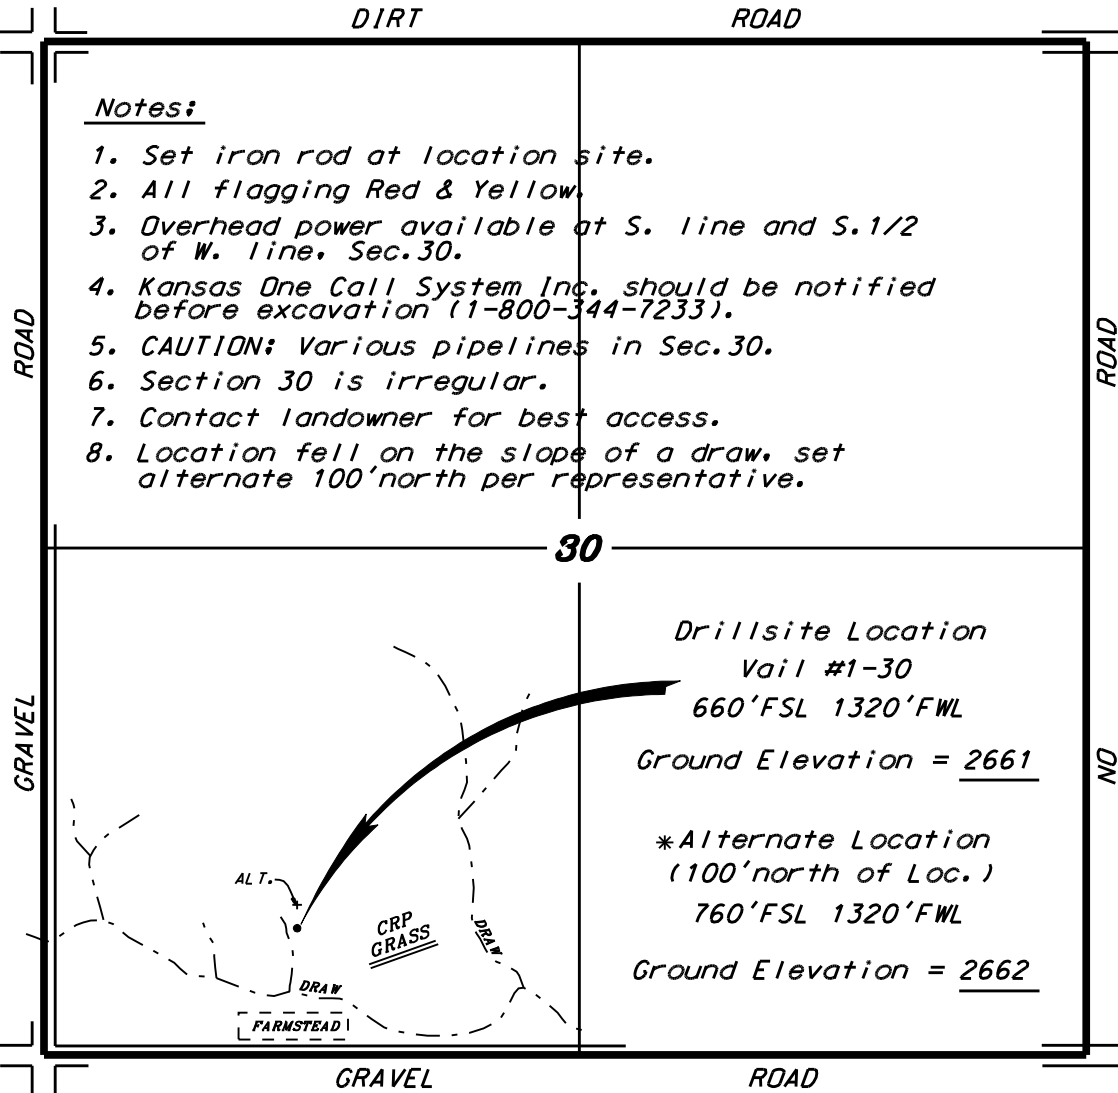 DIRT ROAD
Notes:
1. Set iron rod at location site.
2. All flagging Red & Yellow.
3. Overhead power available at S. line and S.1/2
of W. line, Sec.30.
4. Kansas One Call System Inc. should be notified
before excavation (1-800-344-7233).
5. CAUTION: Various pipelines in Sec.30.
6. Section 30 is irregular.
7. Contact landowner for best access.
8. Location fell on the slope of a draw, set
alternate 100'north per representative.
ROAD
GRAVEL
ROAD
NO
30
Drillsite Location
Vail #1-30
660'FSL 1320'FWL
Ground Elevation = 2661
*Alternate Location
(100'north of Loc.)
760'FSL 1320'FWL
Ground Elevation = 2662
ALT.
CRP
GRASS
DRAW
DRAW
FARMSTEAD
GRAVEL ROAD